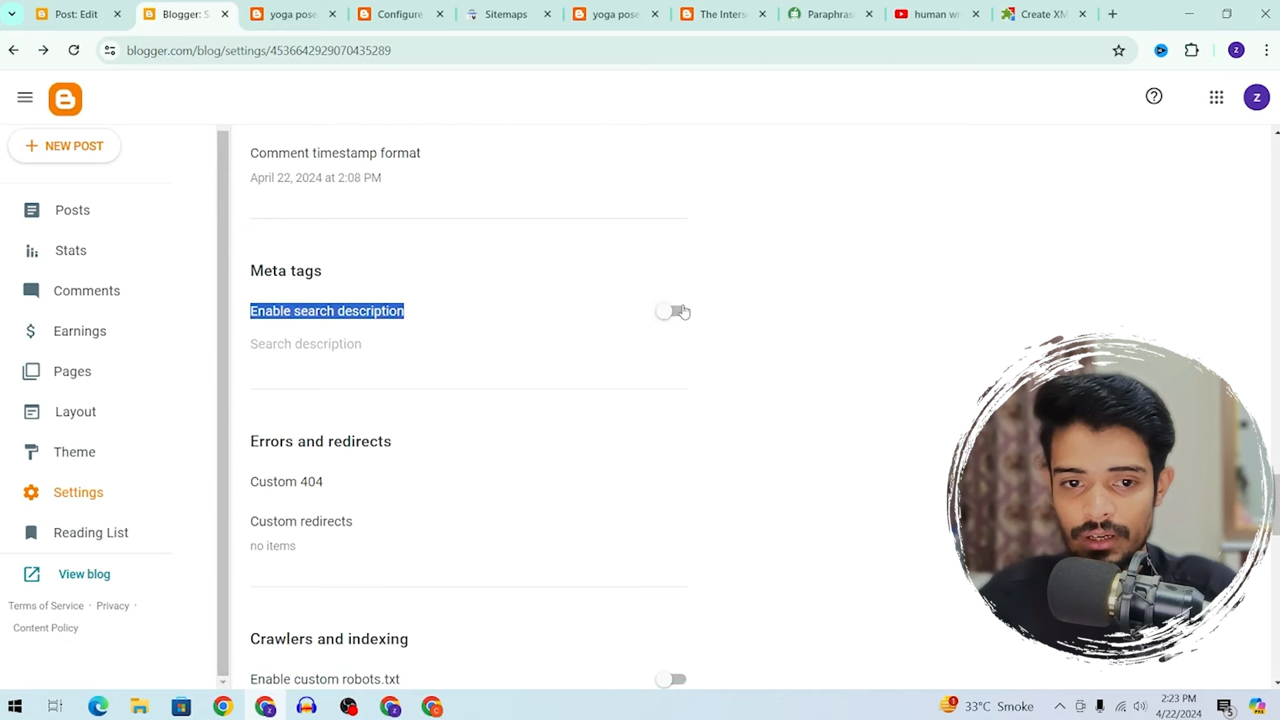 Post: Edit
Blogger: S
yoga pose
Configure
Sitemaps
yoga pose
The Inters
Paraphras
human wr
Create XM
blogger.com/blog/settings/4536642929070435289
z
z
NEW POST
Posts
Stats
Comments
Earnings
Pages
Layout
Theme
Settings
Reading List
View blog
Terms of Service · Privacy ·
Content Policy
Comment timestamp format
April 22, 2024 at 2:08 PM
Meta tags
Enable search description
Search description
Errors and redirects
Custom 404
Custom redirects
no items
Crawlers and indexing
Enable custom robots.txt
33°C Smoke
2:23 PM
4/22/2024